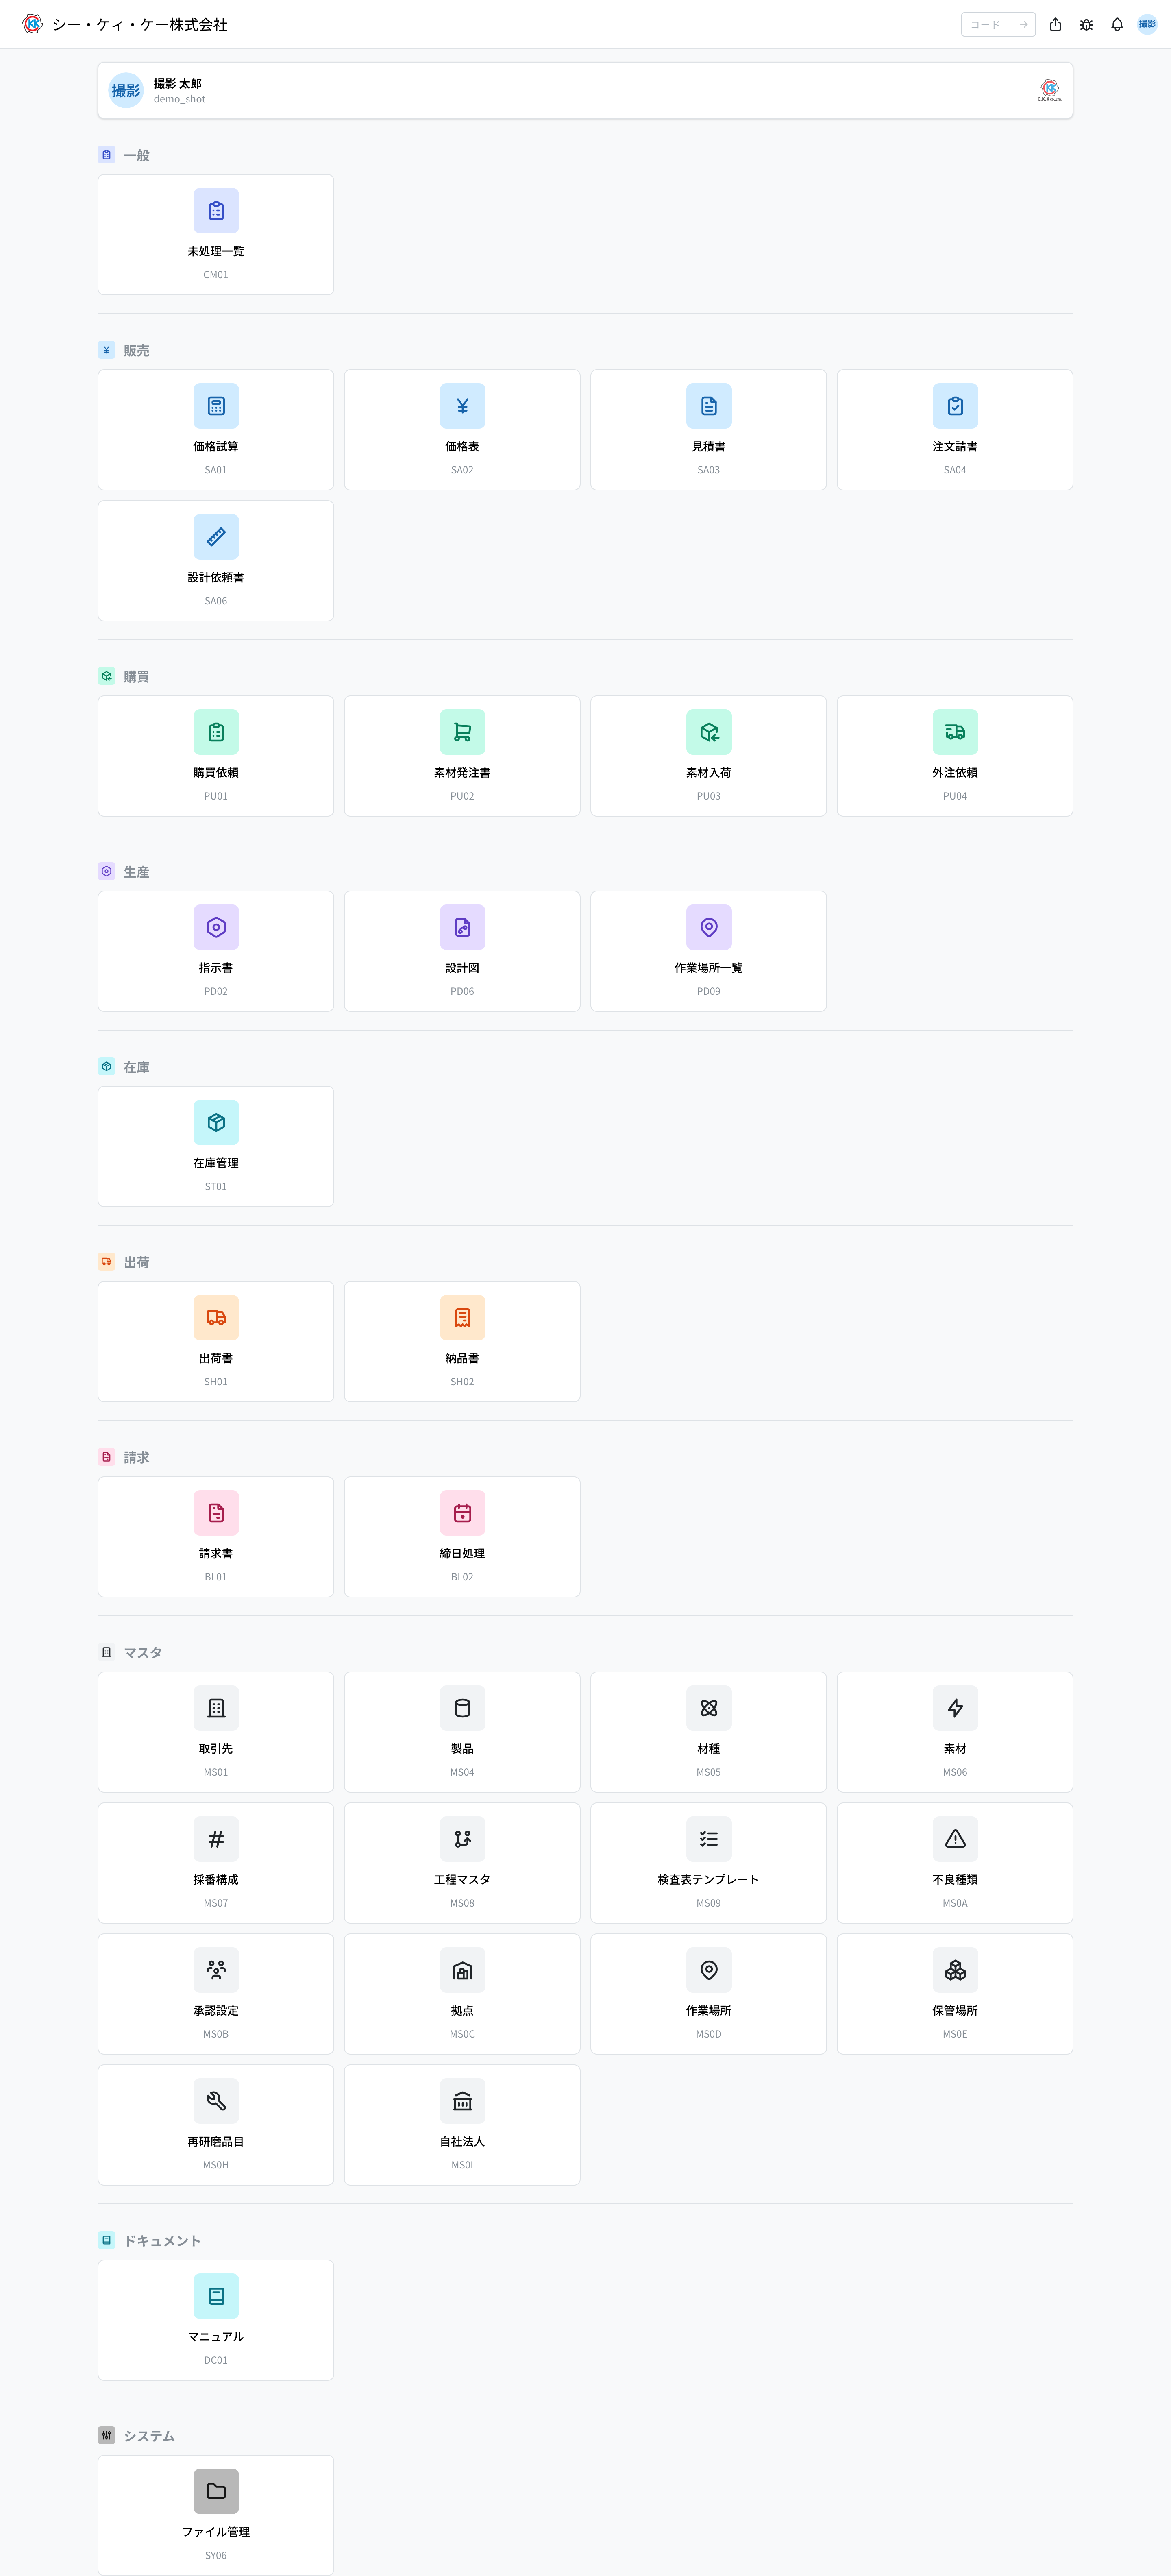 シー・ケィ・ケー株式会社
コード
撮影
撮影
撮影 太郎
demo_shot
一般
未処理一覧
CM01
¥ 販売
価格試算
SA01
価格表
SA02
見積書
SA03
注文請書
SA04
設計依頼書
SA06
購買
購買依頼
PU01
素材発注書
PU02
素材入荷
PU03
外注依頼
PU04
生産
指示書
PD02
設計図
PD06
作業場所一覧
PD09
在庫
在庫管理
ST01
出荷
出荷書
SH01
納品書
SH02
請求
請求書
BL01
締日処理
BL02
マスタ
取引先
MS01
製品
MS04
材種
MS05
素材
MS06
採番構成
MS07
工程マスタ
MS08
検査表テンプレート
MS09
不良種類
MS0A
承認設定
MS0B
拠点
MS0C
作業場所
MS0D
保管場所
MS0E
再研磨品目
MS0H
自社法人
MS0I
ドキュメント
マニュアル
DC01
システム
ファイル管理
SY06